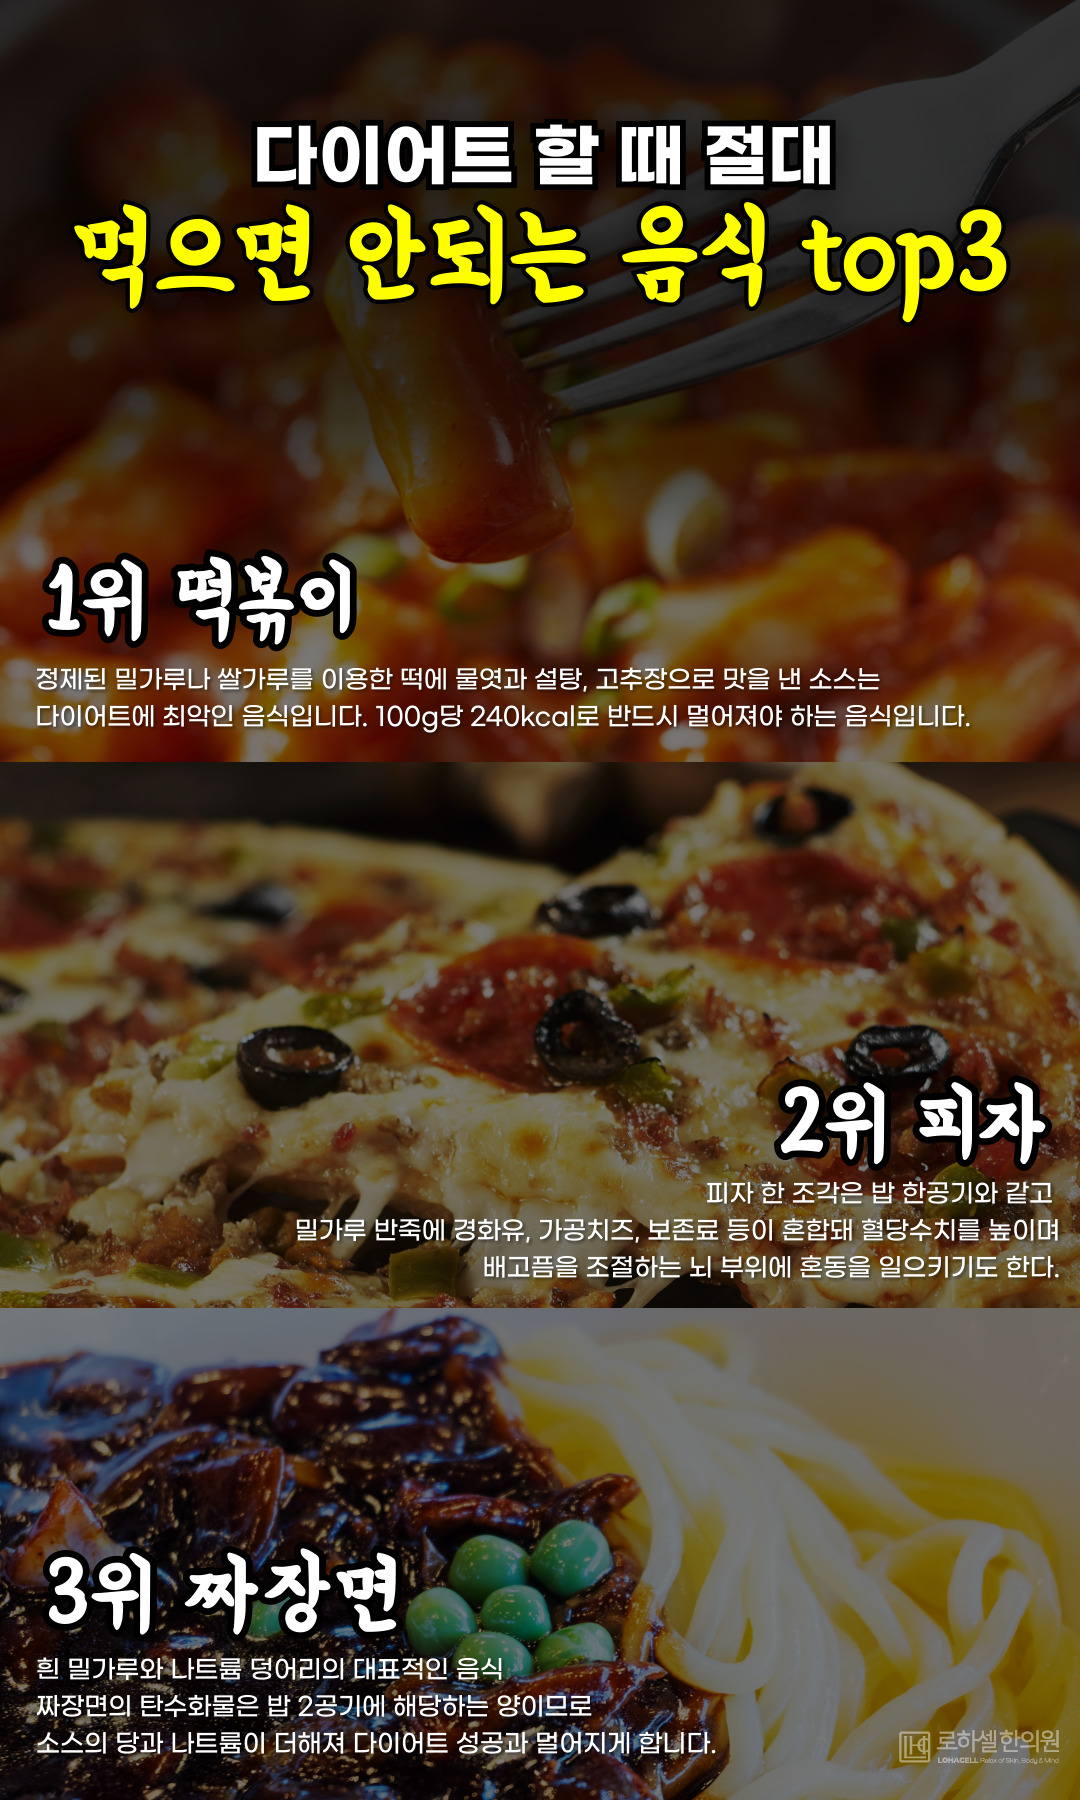 다이어트 할 때 절대
먹으면 안되는 음식 top3
1위 떡볶이
정제된 밀가루나 쌀가루를 이용한 떡에 물엿과 설탕, 고추장으로 맛을 낸 소스는
다이어트에 최악인 음식입니다. 100g당 240kcal로 반드시 멀어져야 하는 음식입니다.
2위 피자
피자 한 조각은 밥 한공기와 같고
밀가루 반죽에 경화유, 가공치즈, 보존료 등이 혼합돼 혈당수치를 높이며
배고픔을 조절하는 뇌 부위에 혼동을 일으키기도 한다.
3위 짜장면
흰 밀가루와 나트륨 덩어리의 대표적인 음식
짜장면의 탄수화물은 밥 2공기에 해당하는 양이므로
소스의 당과 나트륨이 더해져 다이어트 성공과 멀어지게 합니다.
로하셀한의원
LOHACELL Relax of Skin, Body & Mind